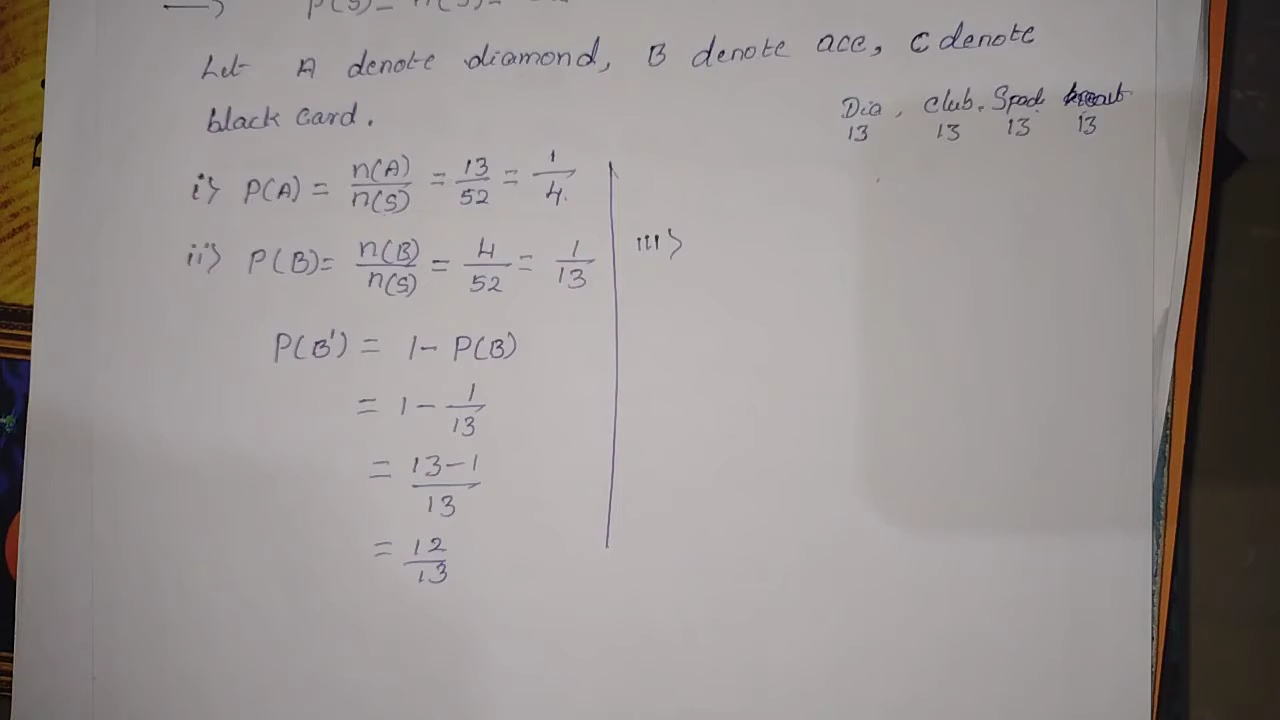 Let A denote diamond, B denote ace, C denote
black card.
Dia, Club. Spad. heart
13 13 13 13
i> P(A) = n(A)/n(S) = 13/52 = 1/4.
ii> P(B) = n(B)/n(S) = 4/52 = 1/13
P(B') = 1 - P(B)
= 1 - 1/13
= 13-1/13
= 12/13
iii>